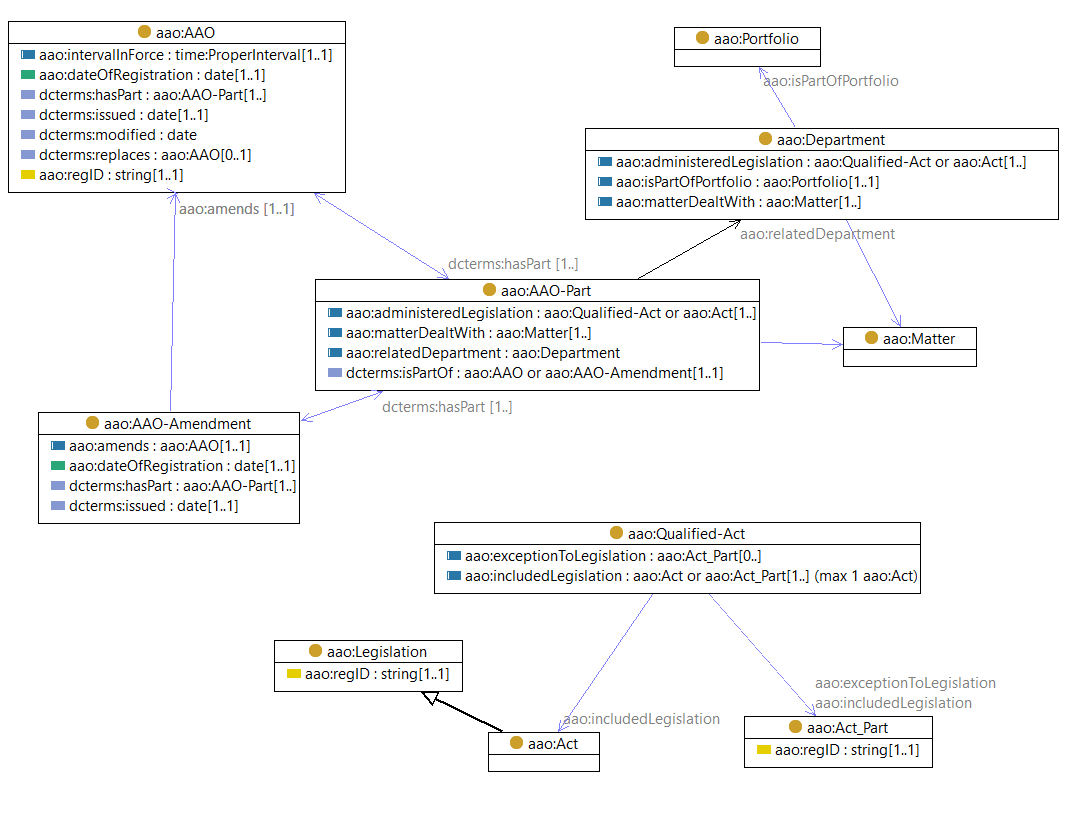 aao:AAO
aao:intervalInForce : time:ProperInterval[1..1]
aao:dateOfRegistration : date[1..1]
dcterms:hasPart : aao:AAO-Part[1..]
dcterms:issued : date[1..1]
dcterms:modified : date
dcterms:replaces : aao:AAO[0..1]
aao:regID : string[1..1]
aao:Portfolio
aao:isPartOfPortfolio
aao:Department
aao:administeredLegislation : aao:Qualified-Act or aao:Act[1..]
aao:isPartOfPortfolio : aao:Portfolio[1..1]
aao:matterDealtWith : aao:Matter[1..]
aao:amends [1..1]
aao:relatedDepartment
dcterms:hasPart [1..]
aao:AAO-Part
aao:administeredLegislation : aao:Qualified-Act or aao:Act[1..]
aao:matterDealtWith : aao:Matter[1..]
aao:relatedDepartment : aao:Department
dcterms:isPartOf : aao:AAO or aao:AAO-Amendment[1..1]
aao:Matter
dcterms:hasPart [1..]
aao:AAO-Amendment
aao:amends : aao:AAO[1..1]
aao:dateOfRegistration : date[1..1]
dcterms:hasPart : aao:AAO-Part[1..]
dcterms:issued : date[1..1]
aao:Qualified-Act
aao:exceptionToLegislation : aao:Act_Part[0..]
aao:includedLegislation : aao:Act or aao:Act_Part[1..] (max 1 aao:Act)
aao:Legislation
aao:regID : string[1..1]
aao:exceptionToLegislation
aao:includedLegislation
aao:includedLegislation
aao:Act
aao:Act_Part
aao:regID : string[1..1]